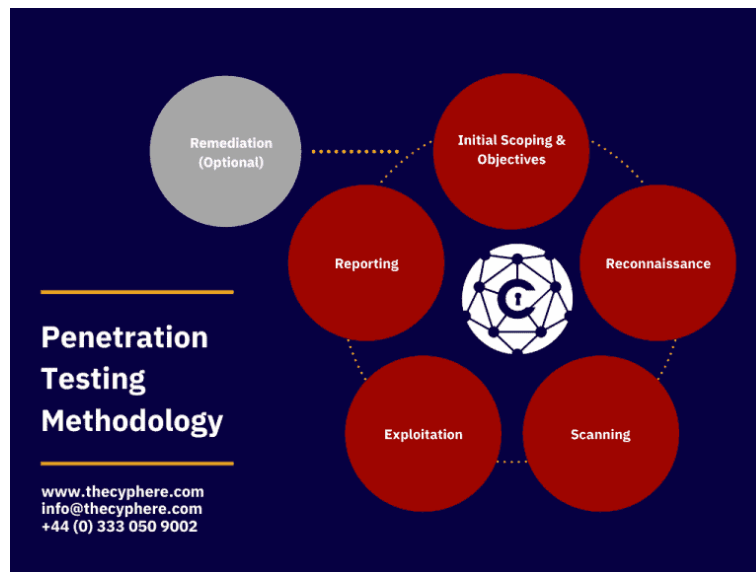 Remediation
(Optional)
Initial Scoping &
Objectives
Reporting
Reconnaissance
Penetration
Testing
Methodology
Exploitation
Scanning
www.thecyphere.com
info@thecyphere.com
+44 (0) 333 050 9002